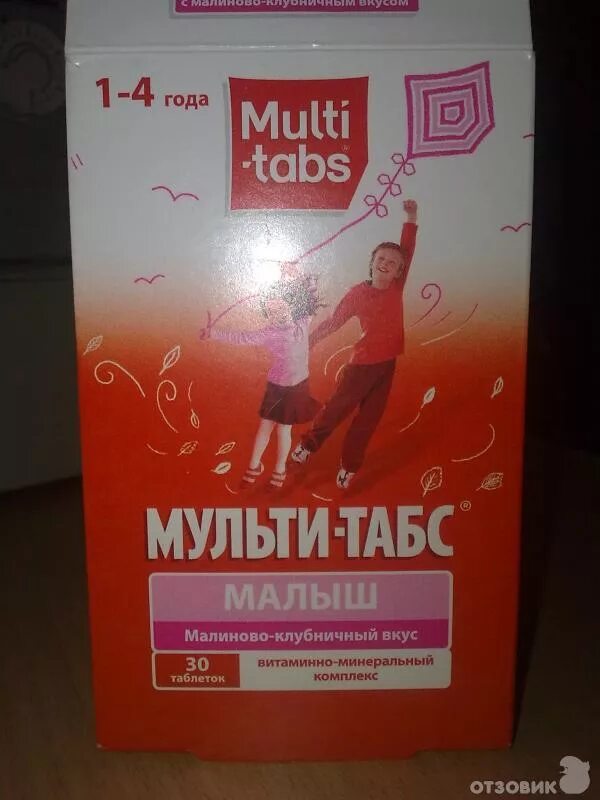 с малиново-клубничным вкусом
1-4 года
Multi
-tabs®
МУЛЬТИ-ТАБС®
МАЛЫШ
Малиново-клубничный вкус
30
таблеток
витаминно-минеральный
комплекс
ОТЗОВИК